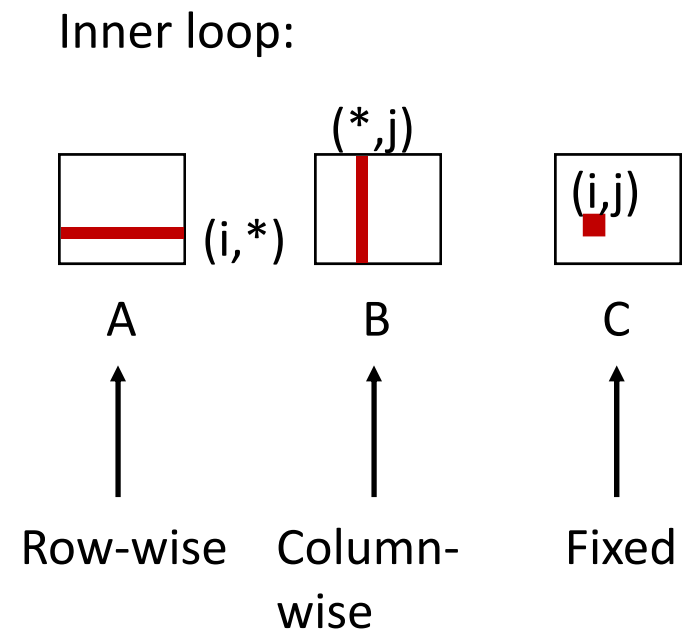 Inner loop:
(*,j)
(i,j)
(i,*)
A
B
C
Row-wise
Column-
wise
Fixed